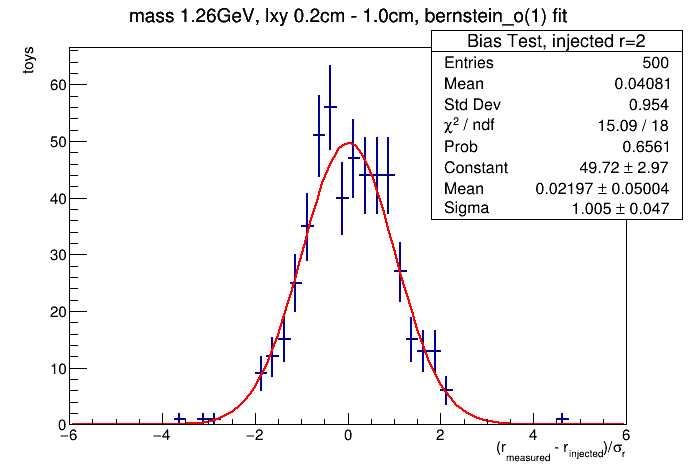 mass 1.26GeV, lxy 0.2cm - 1.0cm, bernstein_o(1) fit
Bias Test, injected r=2
Entries 500
Mean 0.04081
Std Dev 0.954
χ² / ndf 15.09 / 18
Prob 0.6561
Constant 49.72 ± 2.97
Mean 0.02197 ± 0.05004
Sigma 1.005 ± 0.047
toys
60
50
40
30
20
10
0
−6 −4 −2 0 2 4 6
(r_measured - r_injected)/σ_r